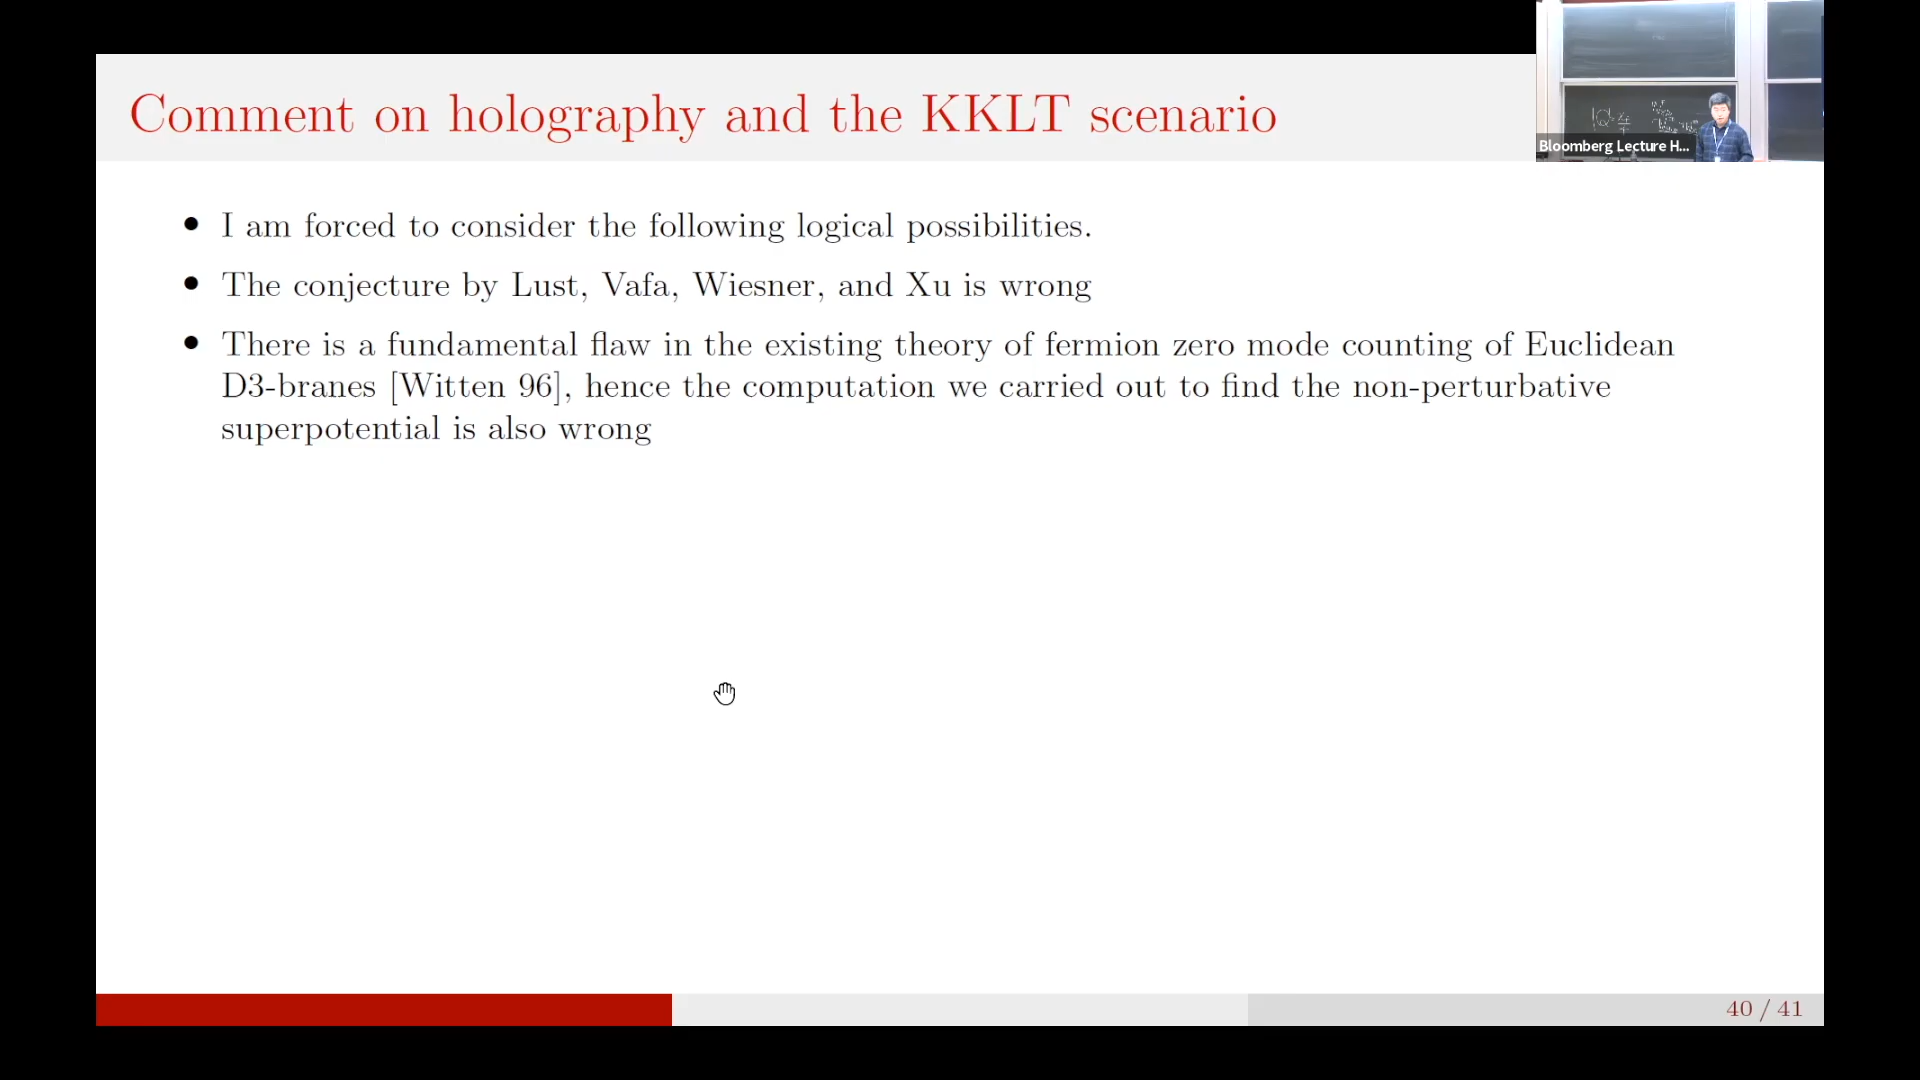 Comment on holography and the KKLT scenario
Bloomberg Lecture H...
• I am forced to consider the following logical possibilities.
• The conjecture by Lust, Vafa, Wiesner, and Xu is wrong
• There is a fundamental flaw in the existing theory of fermion zero mode counting of Euclidean
D3-branes [Witten 96], hence the computation we carried out to find the non-perturbative
superpotential is also wrong
40 / 41